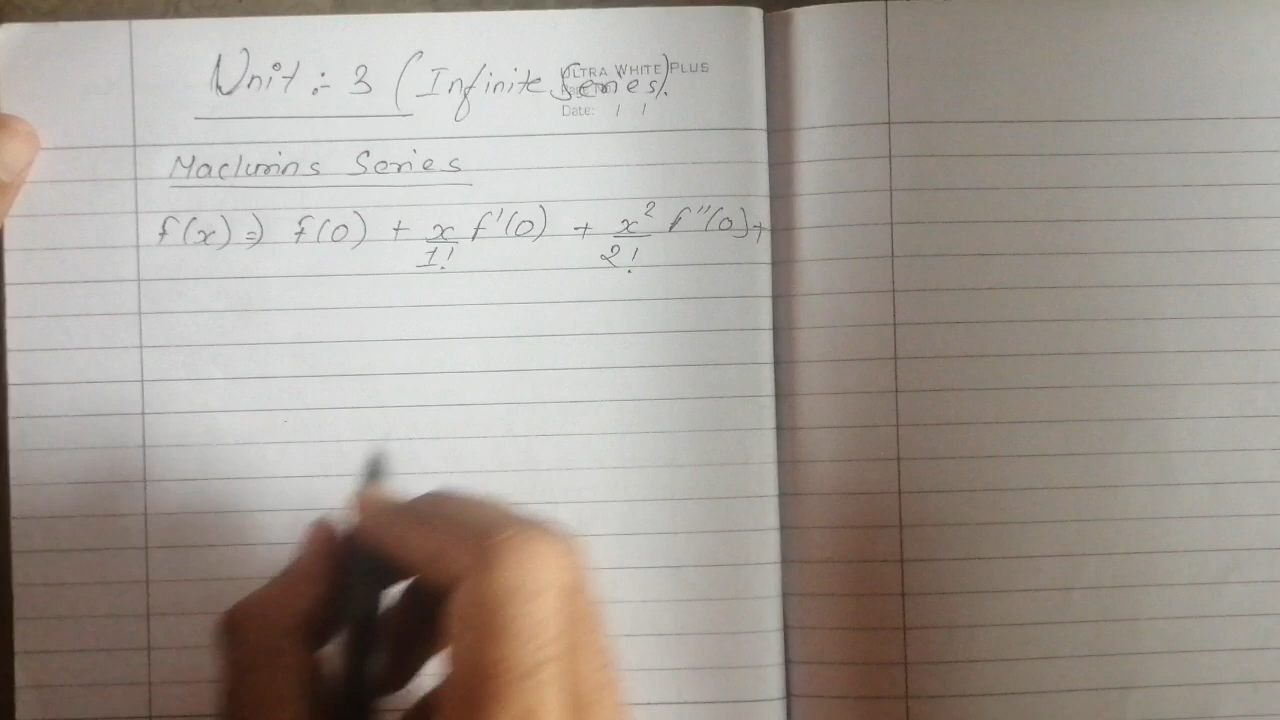 Unit :- 3 (Infinite Series).
ULTRA WHITE PLUS
Date: / /
Maclurins Series
f(x) ⇒ f(0) + x/1! f'(0) + x²/2! f''(0) +